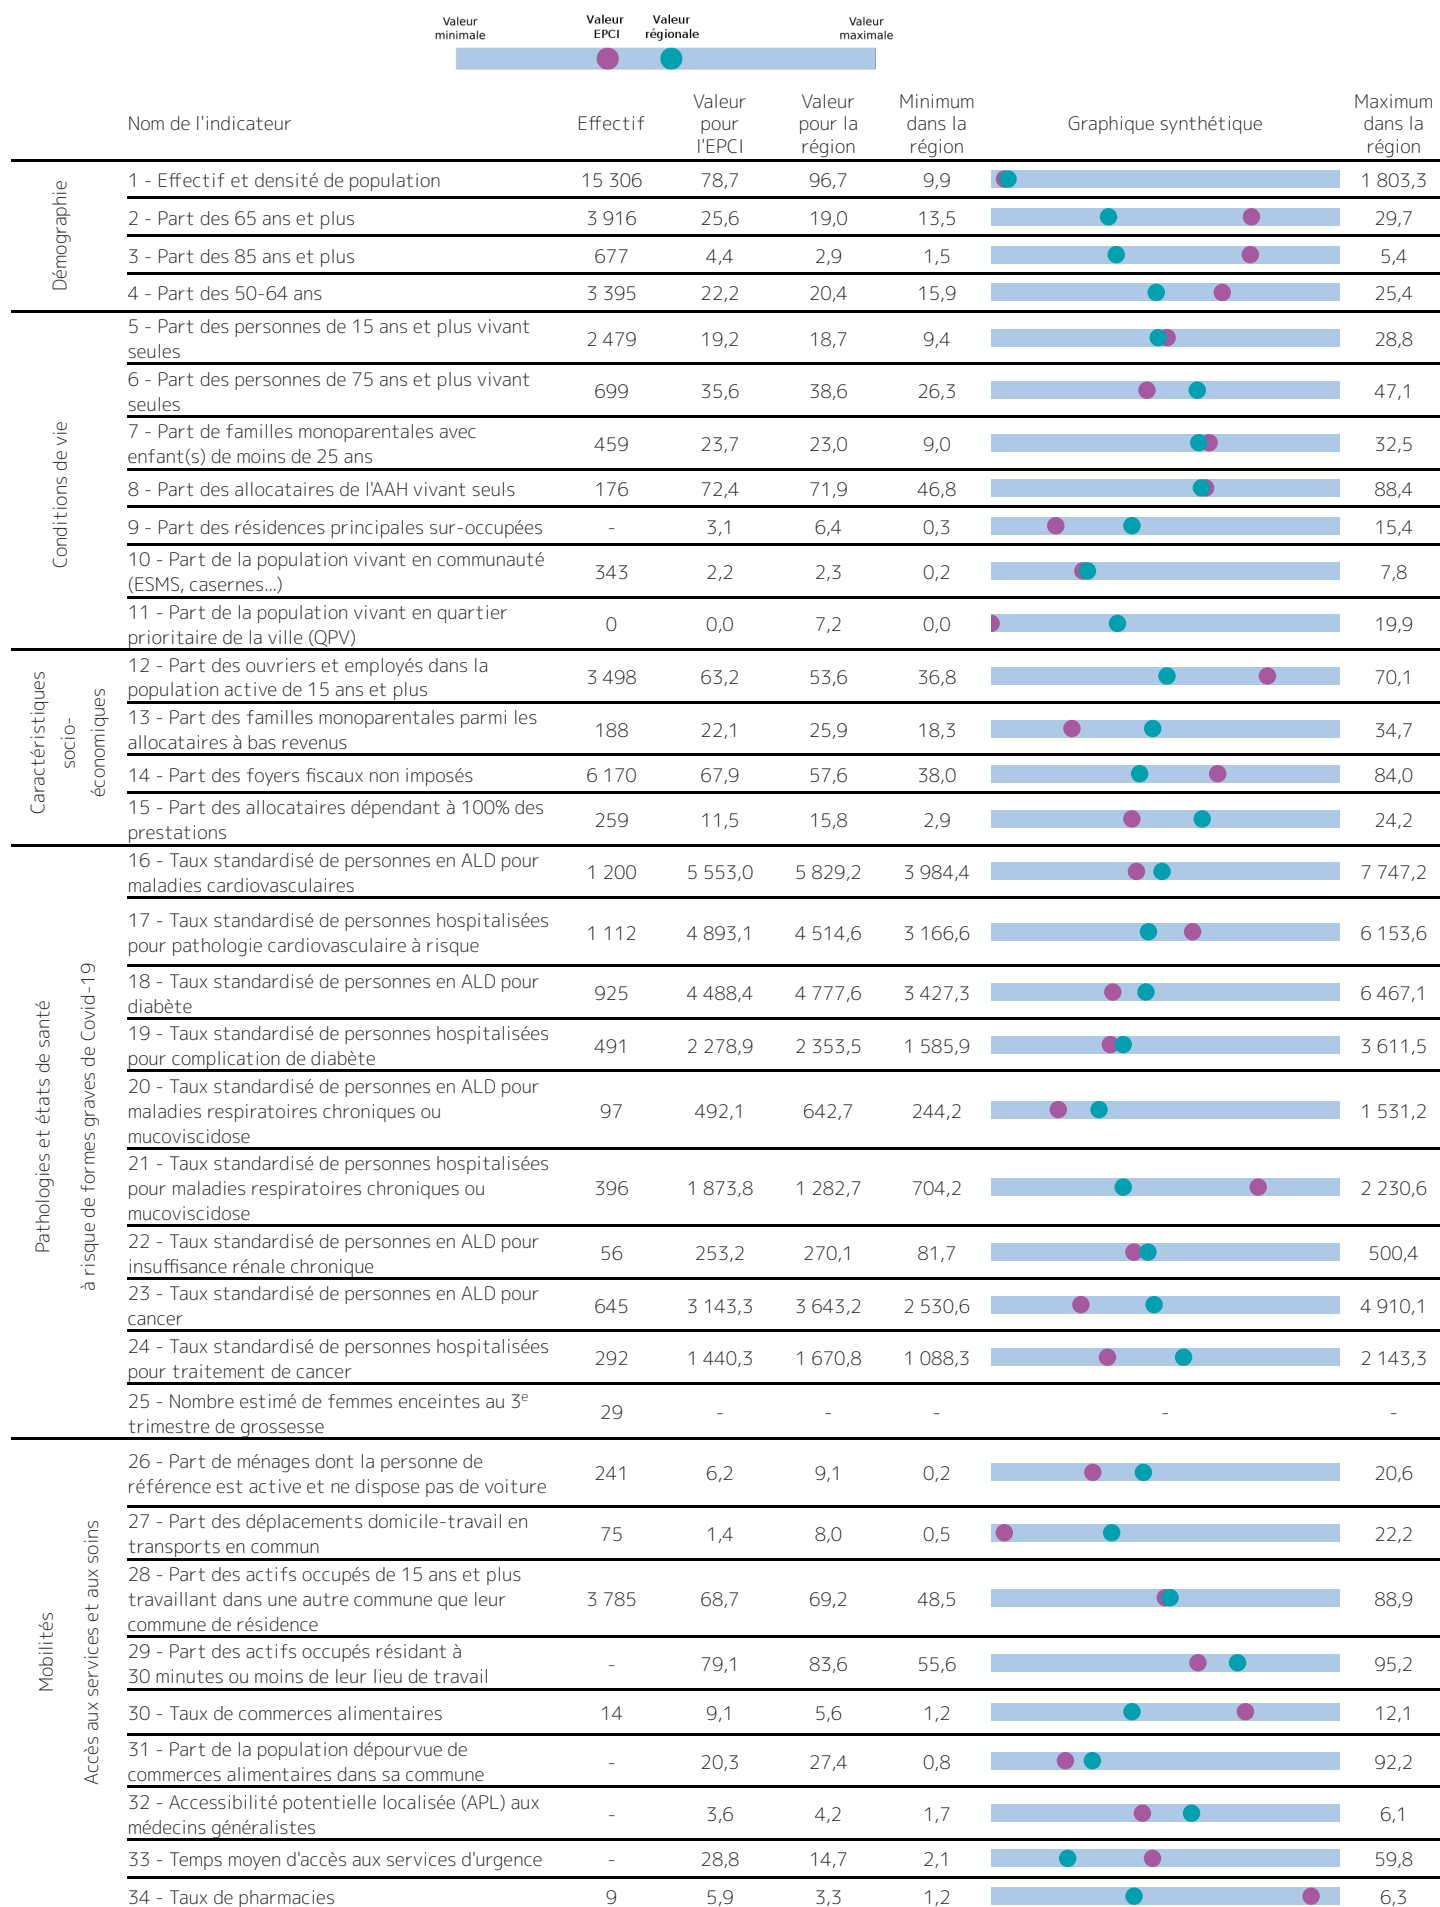 Valeur
minimale
Valeur
EPCI
Valeur
régionale
Valeur
maximale
Nom de l'indicateur
Effectif
Valeur
pour
l'EPCI
Valeur
pour la
région
Minimum
dans la
région
Graphique synthétique
Maximum
dans la
région
Démographie
1 - Effectif et densité de population 15 306 78,7 96,7 9,9 1 803,3
2 - Part des 65 ans et plus 3 916 25,6 19,0 13,5 29,7
3 - Part des 85 ans et plus 677 4,4 2,9 1,5 5,4
4 - Part des 50-64 ans 3 395 22,2 20,4 15,9 25,4
Conditions de vie
5 - Part des personnes de 15 ans et plus vivant
seules
2 479 19,2 18,7 9,4 28,8
6 - Part des personnes de 75 ans et plus vivant
seules
699 35,6 38,6 26,3 47,1
7 - Part de familles monoparentales avec
enfant(s) de moins de 25 ans
459 23,7 23,0 9,0 32,5
8 - Part des allocataires de l'AAH vivant seuls 176 72,4 71,9 46,8 88,4
9 - Part des résidences principales sur-occupées - 3,1 6,4 0,3 15,4
10 - Part de la population vivant en communauté
(ESMS, casernes...)
343 2,2 2,3 0,2 7,8
11 - Part de la population vivant en quartier
prioritaire de la ville (QPV)
0 0,0 7,2 0,0 19,9
Caractéristiques
socio-
économiques
12 - Part des ouvriers et employés dans la
population active de 15 ans et plus
3 498 63,2 53,6 36,8 70,1
13 - Part des familles monoparentales parmi les
allocataires à bas revenus
188 22,1 25,9 18,3 34,7
14 - Part des foyers fiscaux non imposés 6 170 67,9 57,6 38,0 84,0
15 - Part des allocataires dépendant à 100% des
prestations
259 11,5 15,8 2,9 24,2
Pathologies et états de santé
à risque de formes graves de Covid-19
16 - Taux standardisé de personnes en ALD pour
maladies cardiovasculaires
1 200 5 553,0 5 829,2 3 984,4 7 747,2
17 - Taux standardisé de personnes hospitalisées
pour pathologie cardiovasculaire à risque
1 112 4 893,1 4 514,6 3 166,6 6 153,6
18 - Taux standardisé de personnes en ALD pour
diabète
925 4 488,4 4 777,6 3 427,3 6 467,1
19 - Taux standardisé de personnes hospitalisées
pour complication de diabète
491 2 278,9 2 353,5 1 585,9 3 611,5
20 - Taux standardisé de personnes en ALD pour
maladies respiratoires chroniques ou
mucoviscidose
97 492,1 642,7 244,2 1 531,2
21 - Taux standardisé de personnes hospitalisées
pour maladies respiratoires chroniques ou
mucoviscidose
396 1 873,8 1 282,7 704,2 2 230,6
22 - Taux standardisé de personnes en ALD pour
insuffisance rénale chronique
56 253,2 270,1 81,7 500,4
23 - Taux standardisé de personnes en ALD pour
cancer
645 3 143,3 3 643,2 2 530,6 4 910,1
24 - Taux standardisé de personnes hospitalisées
pour traitement de cancer
292 1 440,3 1 670,8 1 088,3 2 143,3
25 - Nombre estimé de femmes enceintes au 3e
trimestre de grossesse
29 - - - - -
Mobilités
Accès aux services et aux soins
26 - Part de ménages dont la personne de
référence est active et ne dispose pas de voiture
241 6,2 9,1 0,2 20,6
27 - Part des déplacements domicile-travail en
transports en commun
75 1,4 8,0 0,5 22,2
28 - Part des actifs occupés de 15 ans et plus
travaillant dans une autre commune que leur
commune de résidence
3 785 68,7 69,2 48,5 88,9
29 - Part des actifs occupés résidant à
30 minutes ou moins de leur lieu de travail
- 79,1 83,6 55,6 95,2
30 - Taux de commerces alimentaires 14 9,1 5,6 1,2 12,1
31 - Part de la population dépourvue de
commerces alimentaires dans sa commune
- 20,3 27,4 0,8 92,2
32 - Accessibilité potentielle localisée (APL) aux
médecins généralistes
- 3,6 4,2 1,7 6,1
33 - Temps moyen d'accès aux services d'urgence - 28,8 14,7 2,1 59,8
34 - Taux de pharmacies 9 5,9 3,3 1,2 6,3